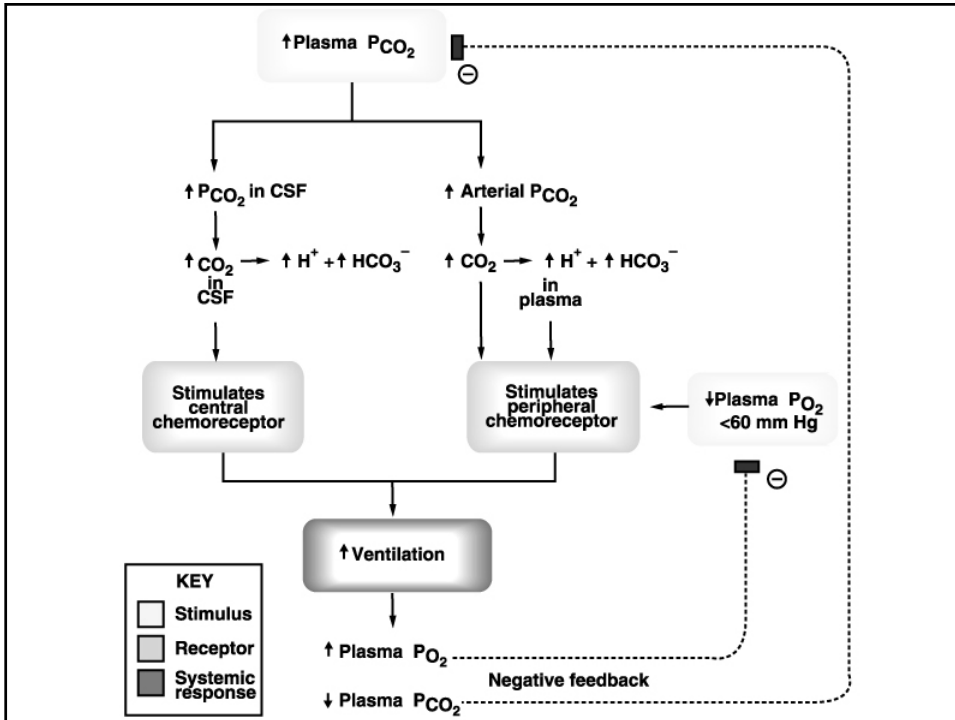 ↑Plasma PCO₂
⊖
↑ PCO₂ in CSF
↑ Arterial PCO₂
↑ CO₂ → ↑ H⁺ + ↑ HCO₃⁻
in
CSF
↑ CO₂ → ↑ H⁺ + ↑ HCO₃⁻
in
plasma
Stimulates
central
chemoreceptor
Stimulates
peripheral
chemoreceptor
↓Plasma PO₂
<60 mm Hg
⊖
↑Ventilation
KEY
Stimulus
Receptor
Systemic
response
↑ Plasma PO₂
Negative feedback
↓ Plasma PCO₂